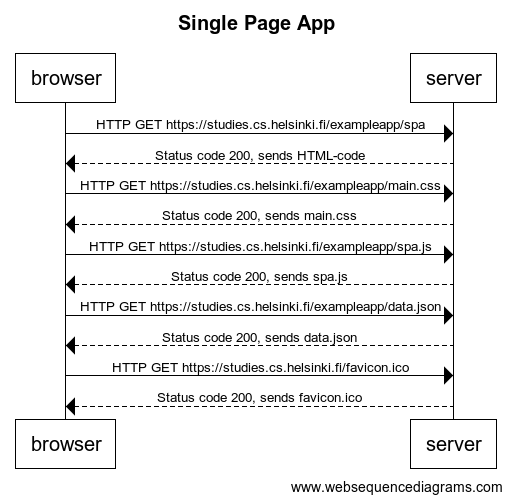 Single Page App
browser server
HTTP GET https://studies.cs.helsinki.fi/exampleapp/spa
Status code 200, sends HTML-code
HTTP GET https://studies.cs.helsinki.fi/exampleapp/main.css
Status code 200, sends main.css
HTTP GET https://studies.cs.helsinki.fi/exampleapp/spa.js
Status code 200, sends spa.js
HTTP GET https://studies.cs.helsinki.fi/exampleapp/data.json
Status code 200, sends data.json
HTTP GET https://studies.cs.helsinki.fi/favicon.ico
Status code 200, sends favicon.ico
browser server
www.websequencediagrams.com